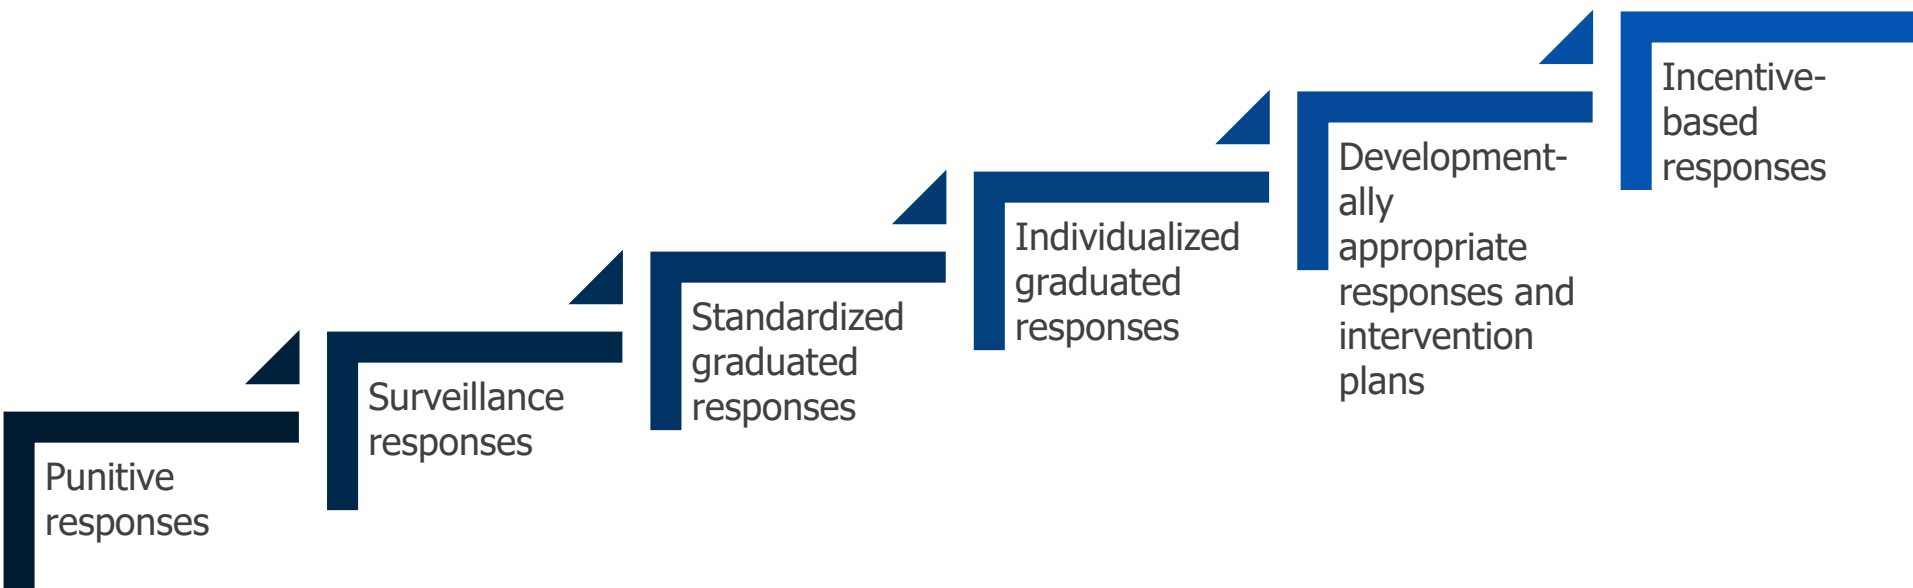 Punitive
responses
Surveillance
responses
Standardized
graduated
responses
Individualized
graduated
responses
Development-
ally
appropriate
responses and
intervention
plans
Incentive-
based
responses